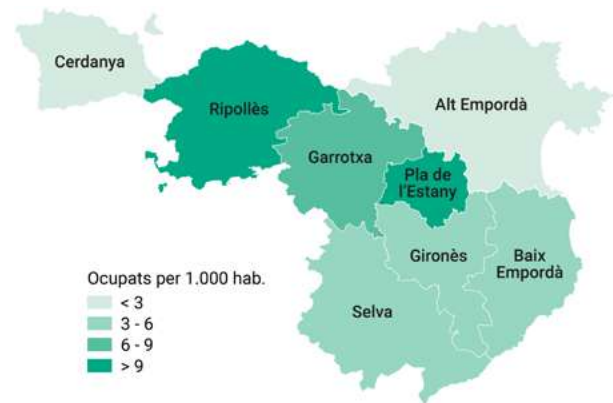 Cerdanya
Ripollès
Alt Empordà
Garrotxa
Pla de
l'Estany
Gironès
Baix
Empordà
Selva
Ocupats per 1.000 hab.
< 3
3 - 6
6 - 9
> 9